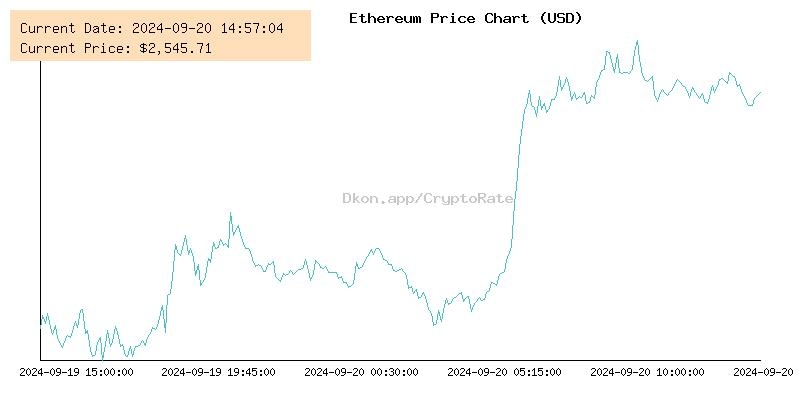 Ethereum Price Chart (USD)
Current Date: 2024-09-20 14:57:04
Current Price: $2,545.71
Dkon.app/CryptoRate
2024-09-19 15:00:00 2024-09-19 19:45:00 2024-09-20 00:30:00 2024-09-20 05:15:00 2024-09-20 10:00:00 2024-09-20